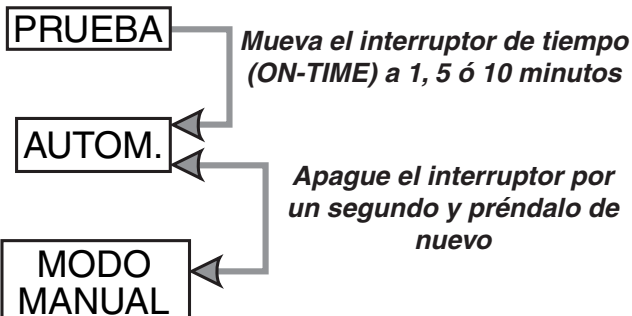 PRUEBA
Mueva el interruptor de tiempo
(ON-TIME) a 1, 5 ó 10 minutos
AUTOM.
Apague el interruptor por
un segundo y préndalo de
nuevo
MODO
MANUAL